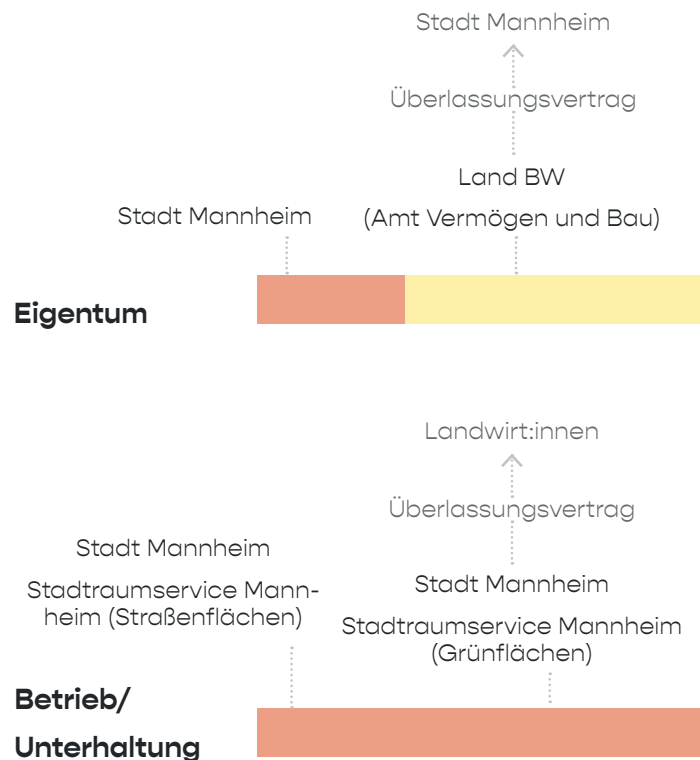 Stadt Mannheim
Überlassungsvertrag
Land BW
(Amt Vermögen und Bau)
Stadt Mannheim
Eigentum
Landwirt:innen
Überlassungsvertrag
Stadt Mannheim
Stadtraumservice Mann-
heim (Straßenflächen)
Stadt Mannheim
Stadtraumservice Mannheim
(Grünflächen)
Betrieb/
Unterhaltung